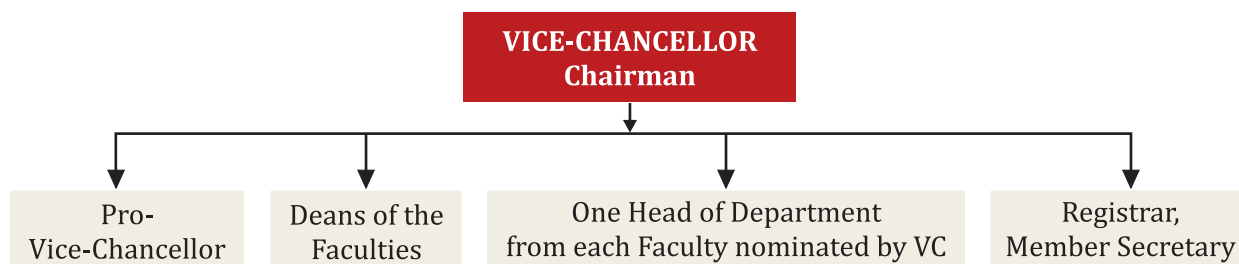 VICE-CHANCELLOR
Chairman
Pro-
Vice-Chancellor
Deans of the
Faculties
One Head of Department
from each Faculty nominated by VC
Registrar,
Member Secretary